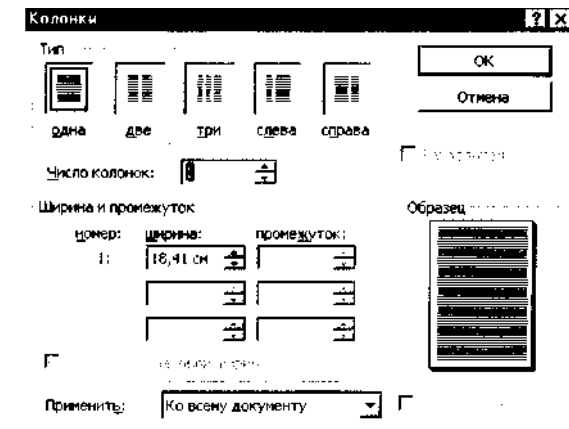 Колонки
Тип
ОК
Отмена
одна две три слева справа
Число колонок:
Ширина и промежуток
Образец
номер: ширина: промежуток:
1: 18,41 см
Применить: Ко всему документу